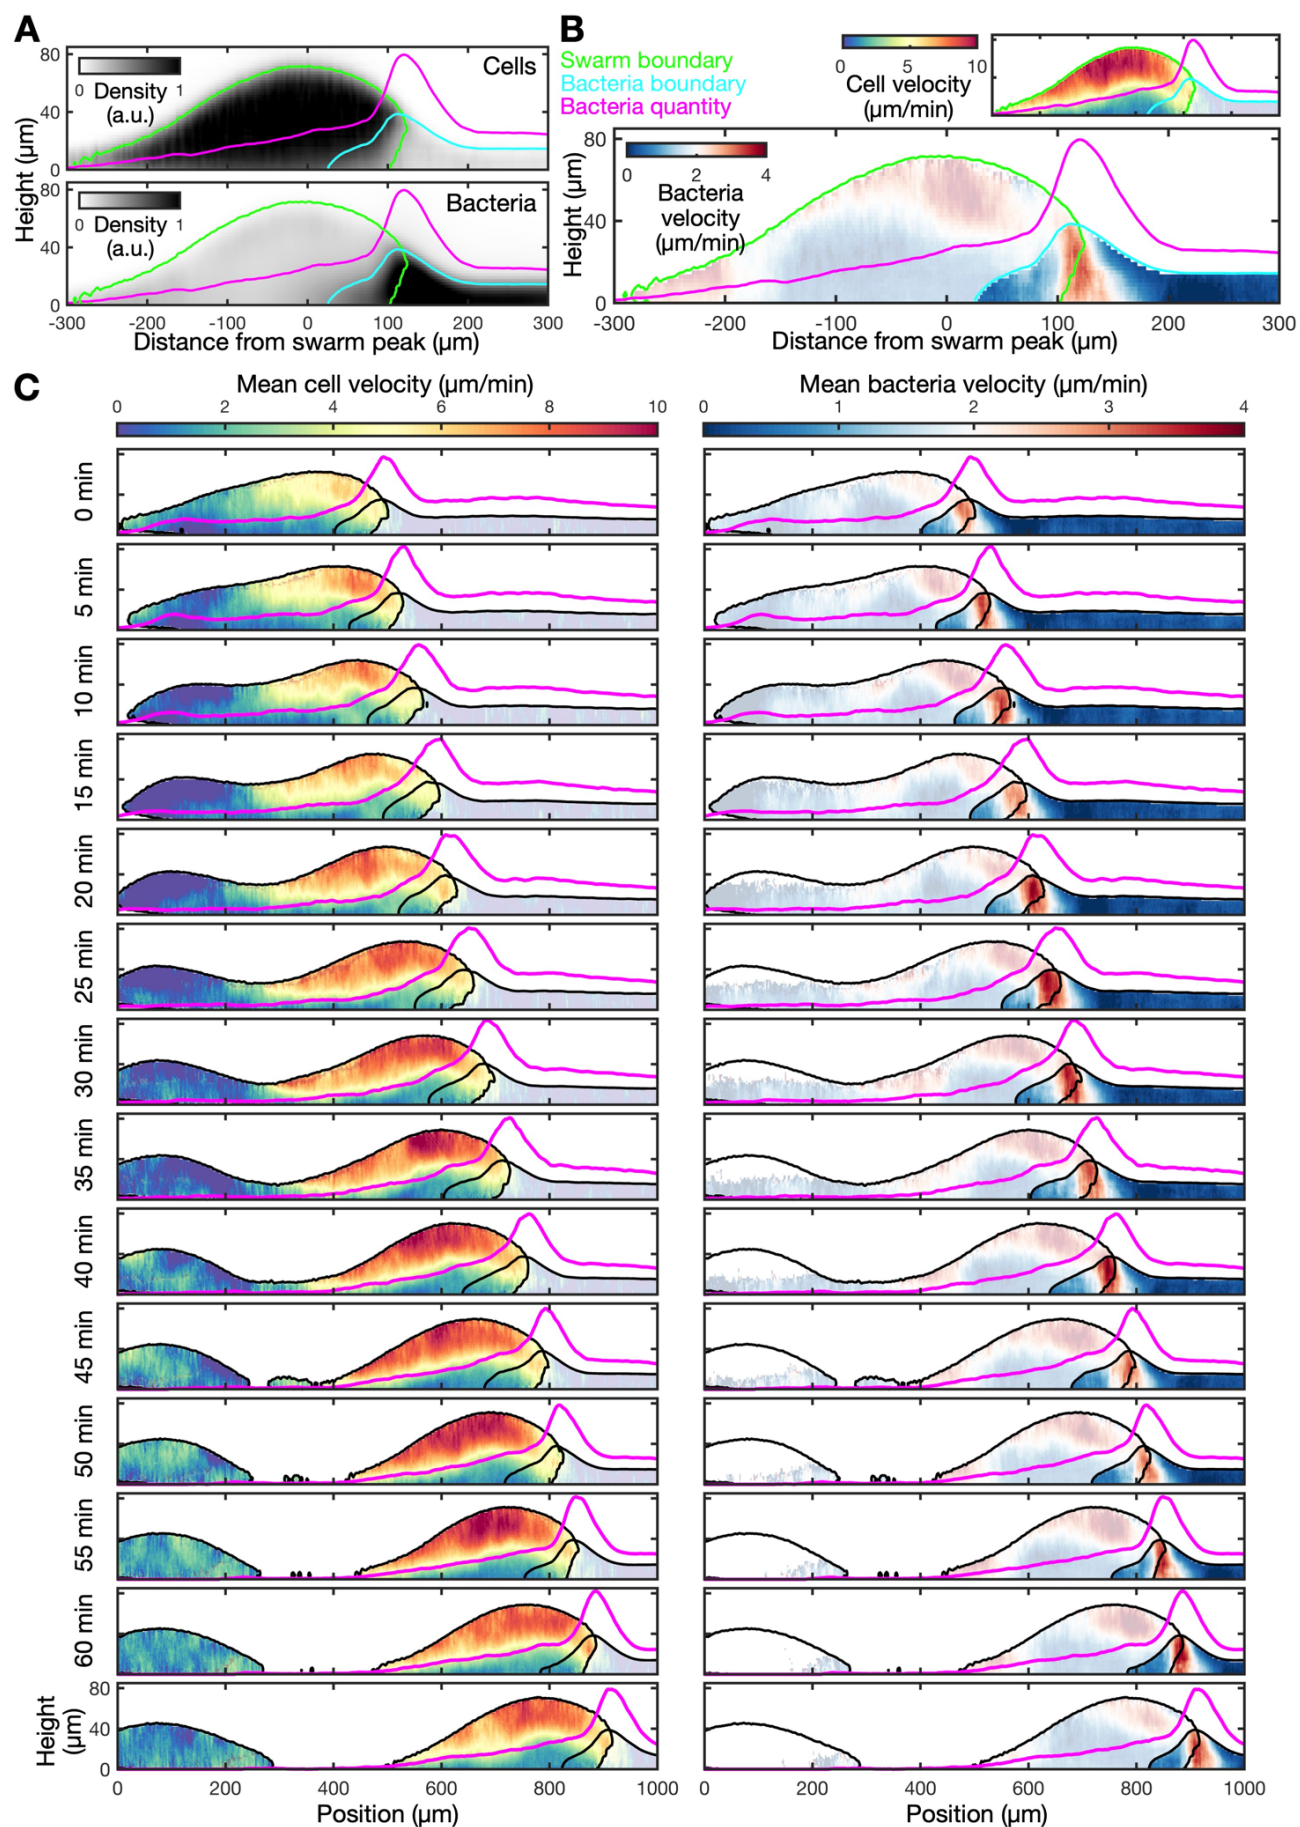 A
B
80
40
0
Height (µm)
0 Density 1
(a.u.)
Cells
80
40
0
0 Density 1
(a.u.)
Bacteria
-300 -200 -100 0 100 200 300
Distance from swarm peak (µm)
Swarm boundary
Bacteria boundary
Bacteria quantity
0 5 10
Cell velocity
(µm/min)
80
40
0
Height (µm)
0 2 4
Bacteria
velocity
(µm/min)
-300 -200 -100 0 100 200 300
Distance from swarm peak (µm)
C
Mean cell velocity (µm/min)
0 2 4 6 8 10
Mean bacteria velocity (µm/min)
0 1 2 3 4
0 min
5 min
10 min
15 min
20 min
25 min
30 min
35 min
40 min
45 min
50 min
55 min
60 min
Height
(µm)
80
40
0
0 200 400 600 800 1000
Position (µm)
0 200 400 600 800 1000
Position (µm)